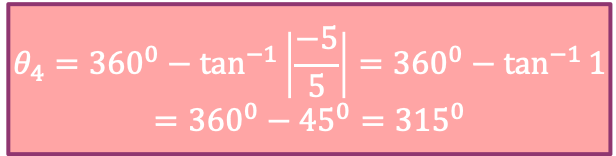 θ₄ = 360⁰ − tan⁻¹ |−5/5| = 360⁰ − tan⁻¹ 1
= 360⁰ − 45⁰ = 315⁰